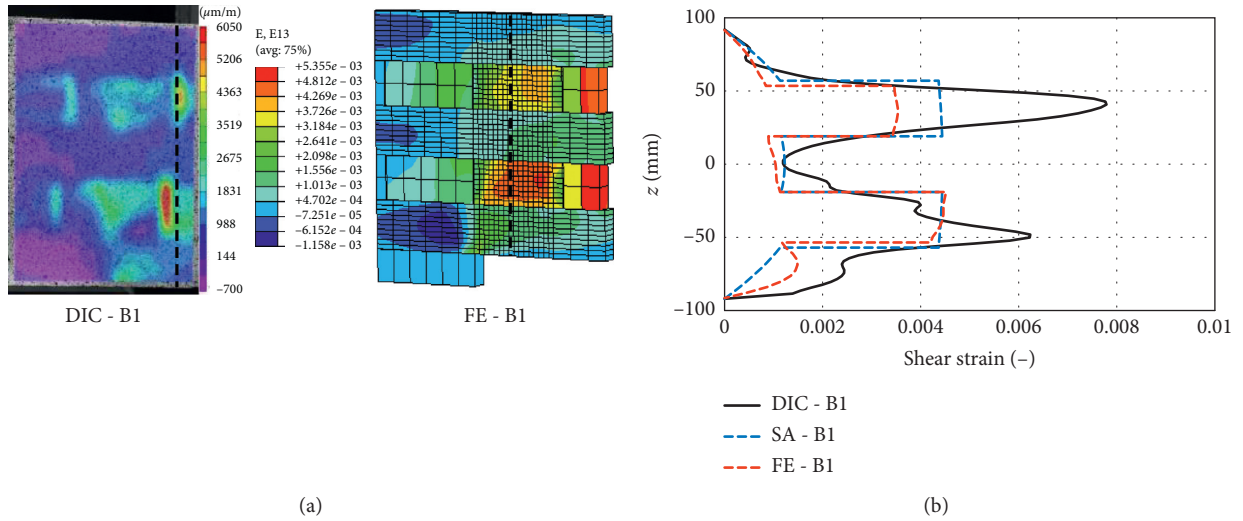 (μm/m)
6050
5206
4363
3519
2675
1831
988
144
−700
DIC - B1
E, E13
(avg: 75%)
+5.355e − 03
+4.812e − 03
+4.269e − 03
+3.726e − 03
+3.184e − 03
+2.641e − 03
+2.098e − 03
+1.556e − 03
+1.013e − 03
+4.702e − 04
−7.251e − 05
−6.152e − 04
−1.158e − 03
FE - B1
(a)
z (mm)
100
50
0
−50
−100
0
0.002
0.004
0.006
0.008
0.01
Shear strain (–)
DIC - B1
SA - B1
FE - B1
(b)